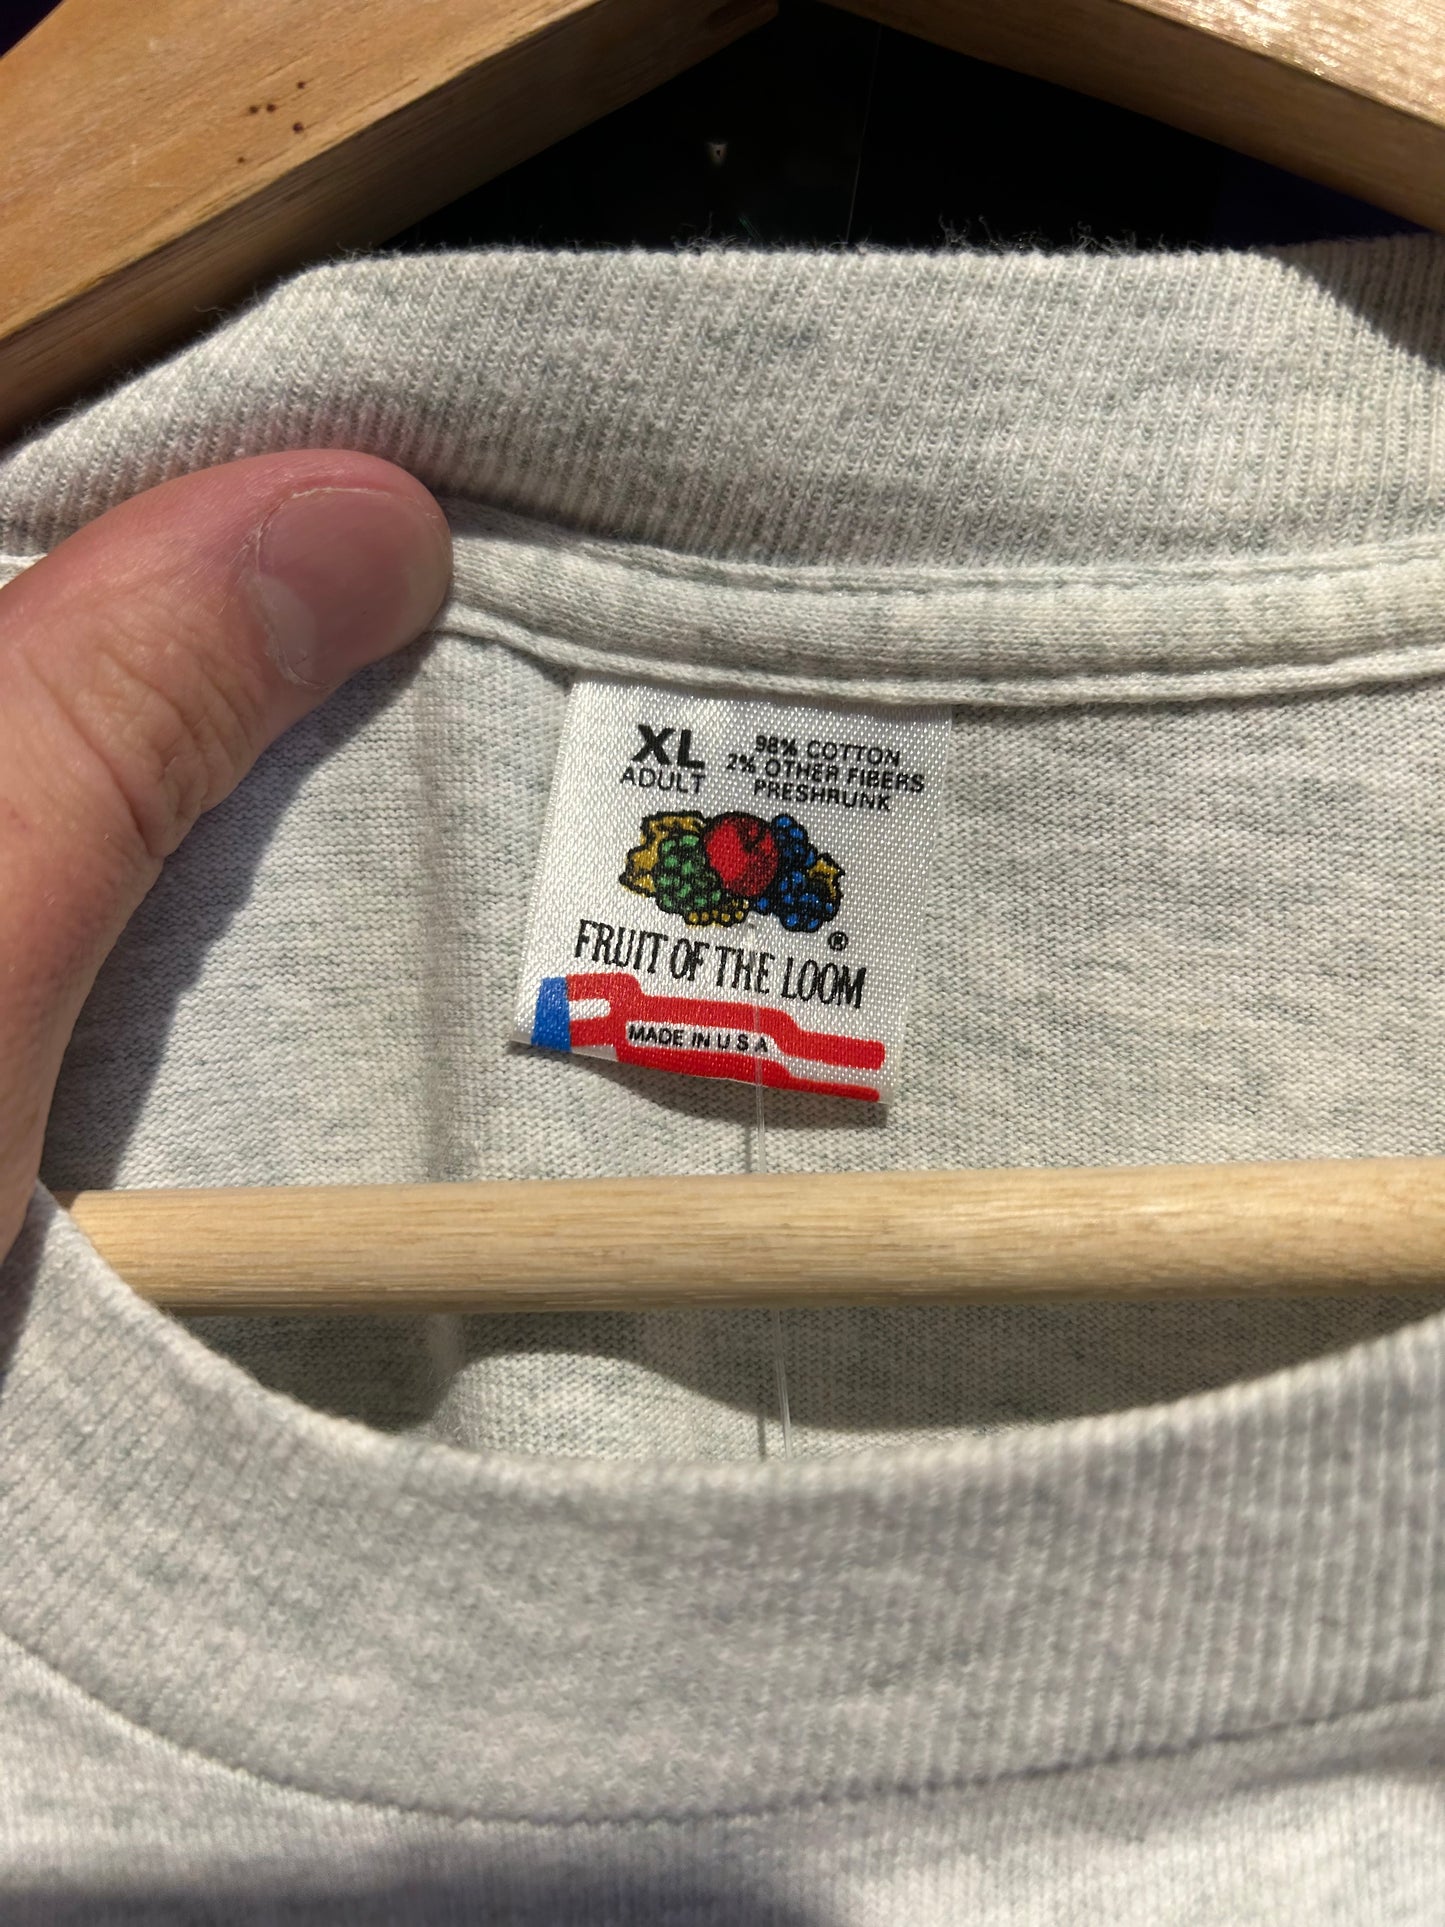 XL
ADULT
98% COTTON
2% OTHER FIBERS
PRESHRUNK
®
FRUIT OF THE LOOM
MADE IN U S A